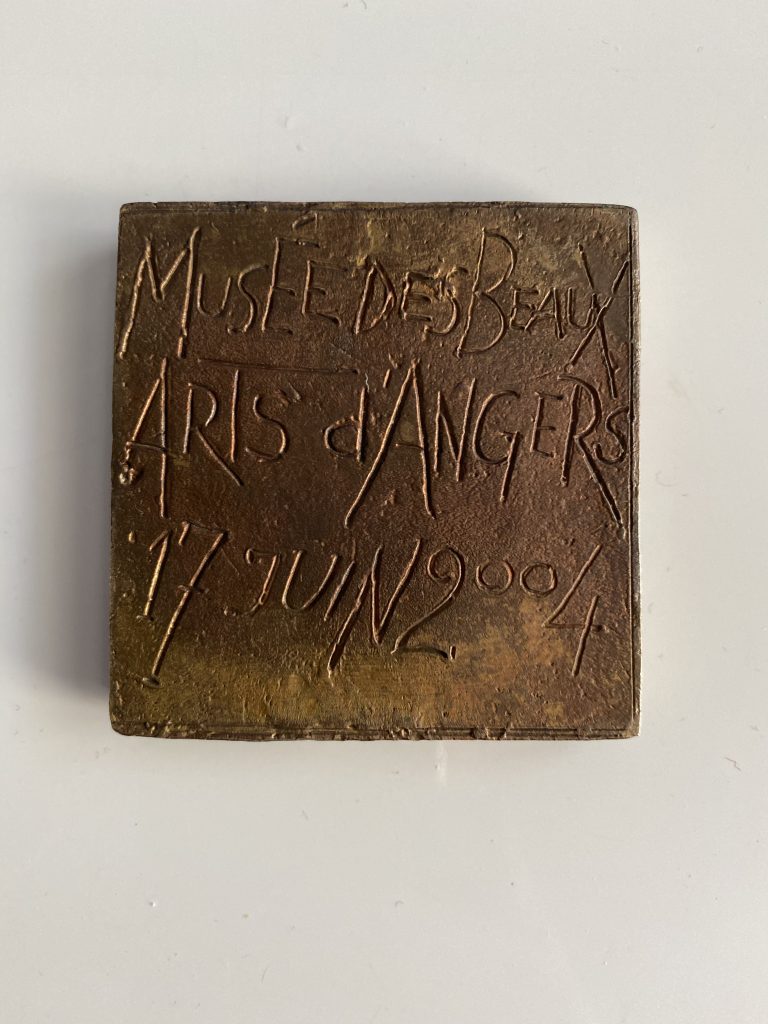 MUSÉE DES BEAUX
ARTS d'ANGERS
17 JUIN 2004